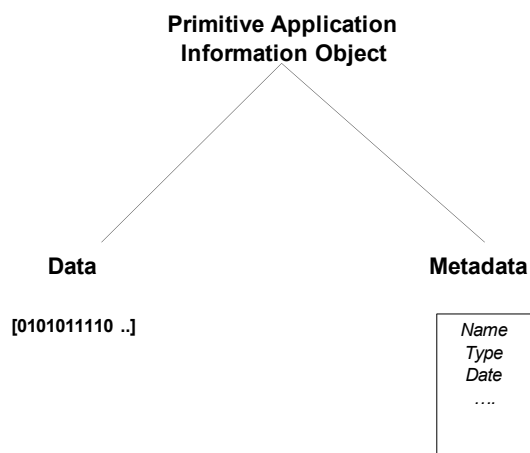 Primitive Application
Information Object
Data
Metadata
[0101011110 ..]
Name
Type
Date
....